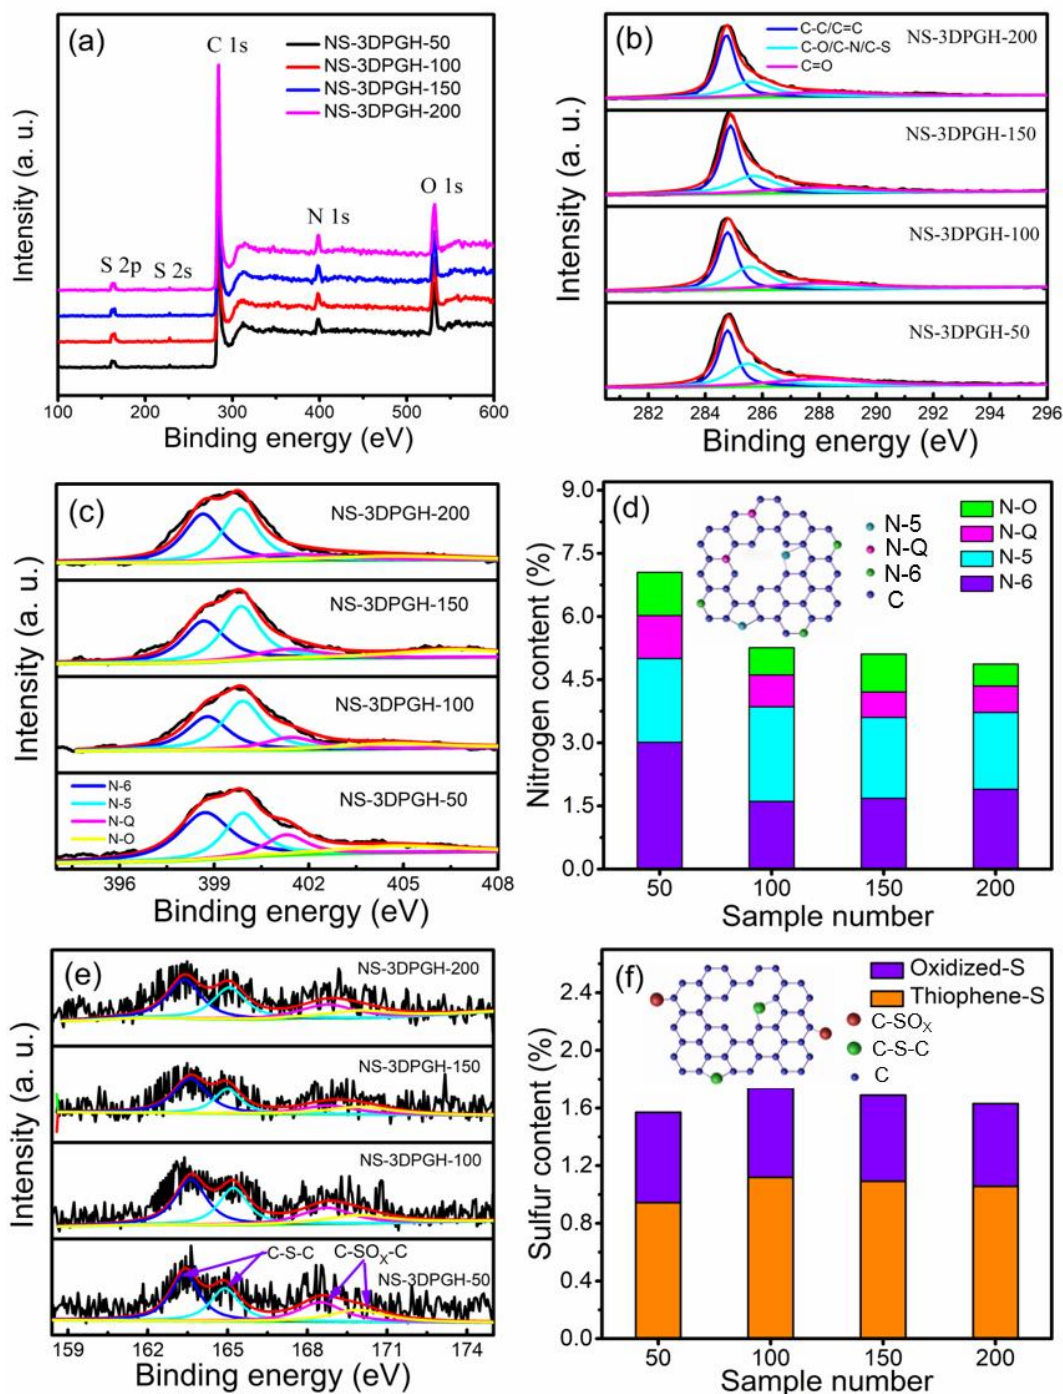 (a)
C 1s
NS-3DPGH-50
NS-3DPGH-100
NS-3DPGH-150
NS-3DPGH-200
O 1s
N 1s
S 2p
S 2s
Intensity (a. u.)
100 200 300 400 500 600
Binding energy (eV)
(b)
C-C/C=C
C-O/C-N/C-S
C=O
NS-3DPGH-200
NS-3DPGH-150
NS-3DPGH-100
NS-3DPGH-50
Intensity (a. u.)
282 284 286 288 290 292 294 296
Binding energy (eV)
(c)
NS-3DPGH-200
NS-3DPGH-150
NS-3DPGH-100
NS-3DPGH-50
N-6
N-5
N-Q
N-O
Intensity (a. u.)
396 399 402 405 408
Binding energy (eV)
(d)
N-5
N-Q
N-6
C
N-O
N-Q
N-5
N-6
Nitrogen content (%)
9.0
7.5
6.0
4.5
3.0
1.5
0.0
50 100 150 200
Sample number
(e)
NS-3DPGH-200
NS-3DPGH-150
NS-3DPGH-100
C-S-C
C-SOX-C
NS-3DPGH-50
Intensity (a. u.)
159 162 165 168 171 174
Binding energy (eV)
(f)
Oxidized-S
Thiophene-S
C-SOX
C-S-C
C
Sulfur content (%)
2.4
2.0
1.6
1.2
0.8
0.4
0.0
50 100 150 200
Sample number